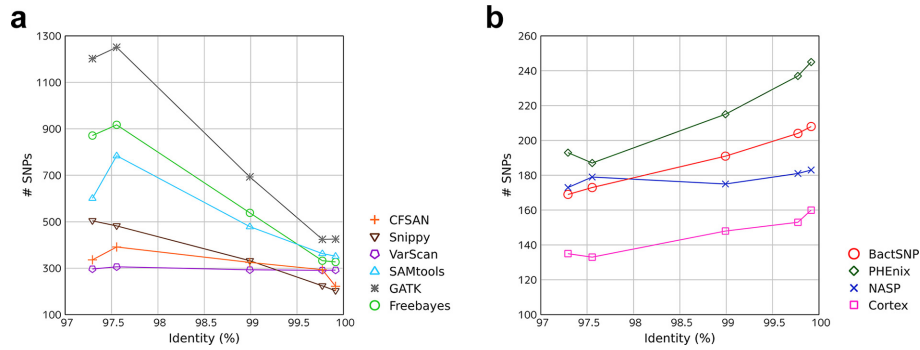 a
1300
1100
900
700
500
300
100
# SNPs
97
97.5
98
98.5
99
99.5
100
Identity (%)
CFSAN
Snippy
VarScan
SAMtools
GATK
Freebayes
b
260
240
220
200
180
160
140
120
100
# SNPs
97
97.5
98
98.5
99
99.5
100
Identity (%)
BactSNP
PHEnix
NASP
Cortex